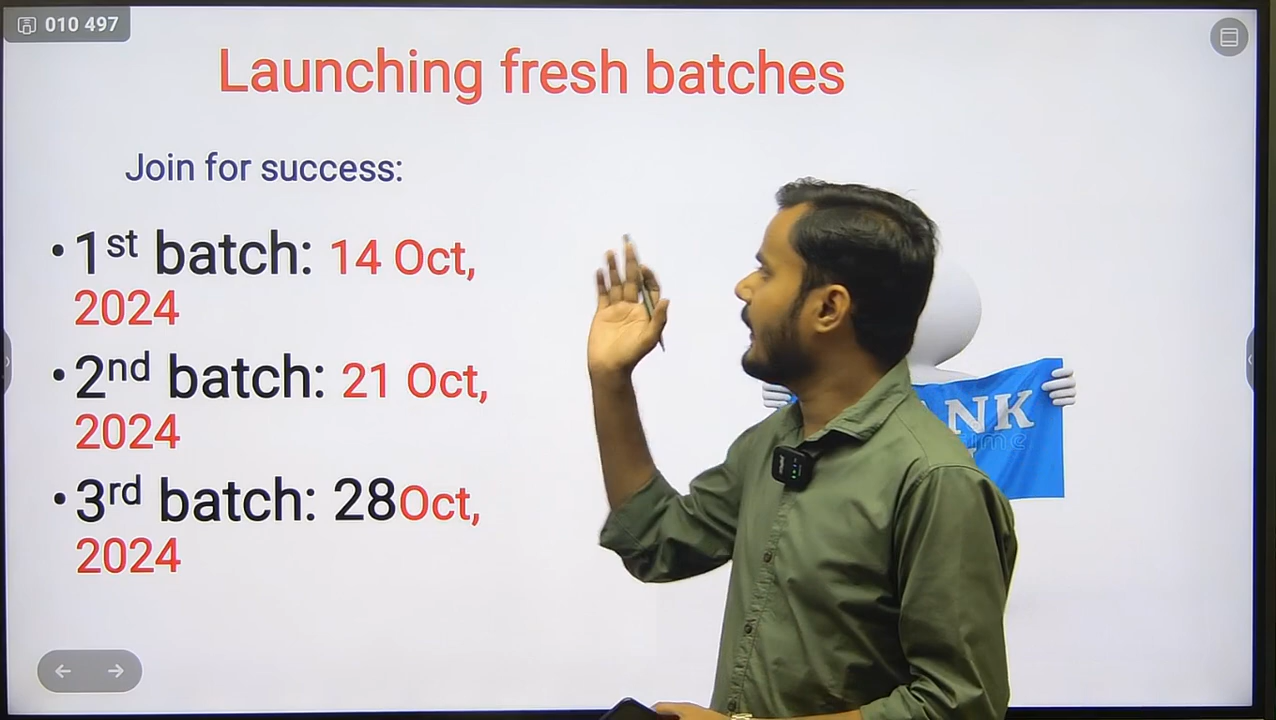 010 497
Launching fresh batches
Join for success:
• 1st batch: 14 Oct,
2024
• 2nd batch: 21 Oct,
2024
• 3rd batch: 28Oct,
2024
NK